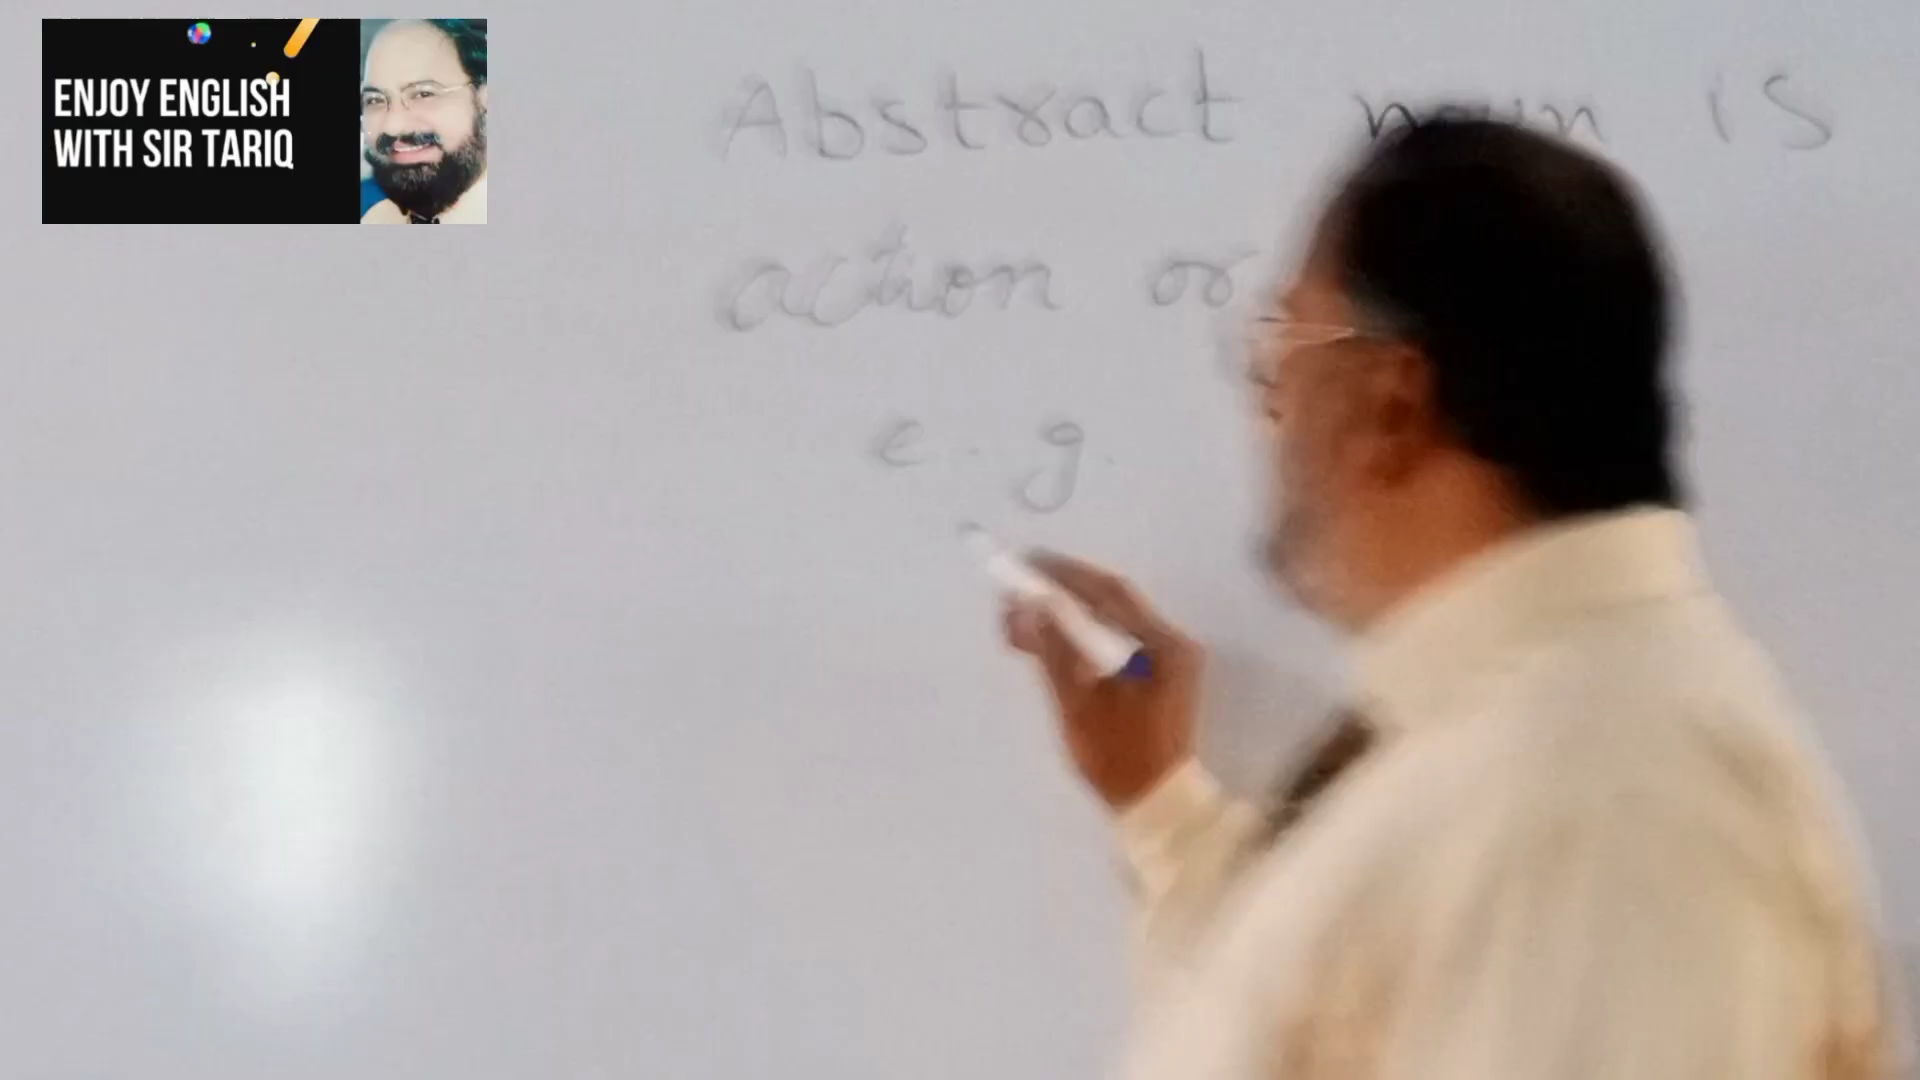 ENJOY ENGLISH
WITH SIR TARIQ
Abstract noun is
action or
e.g.